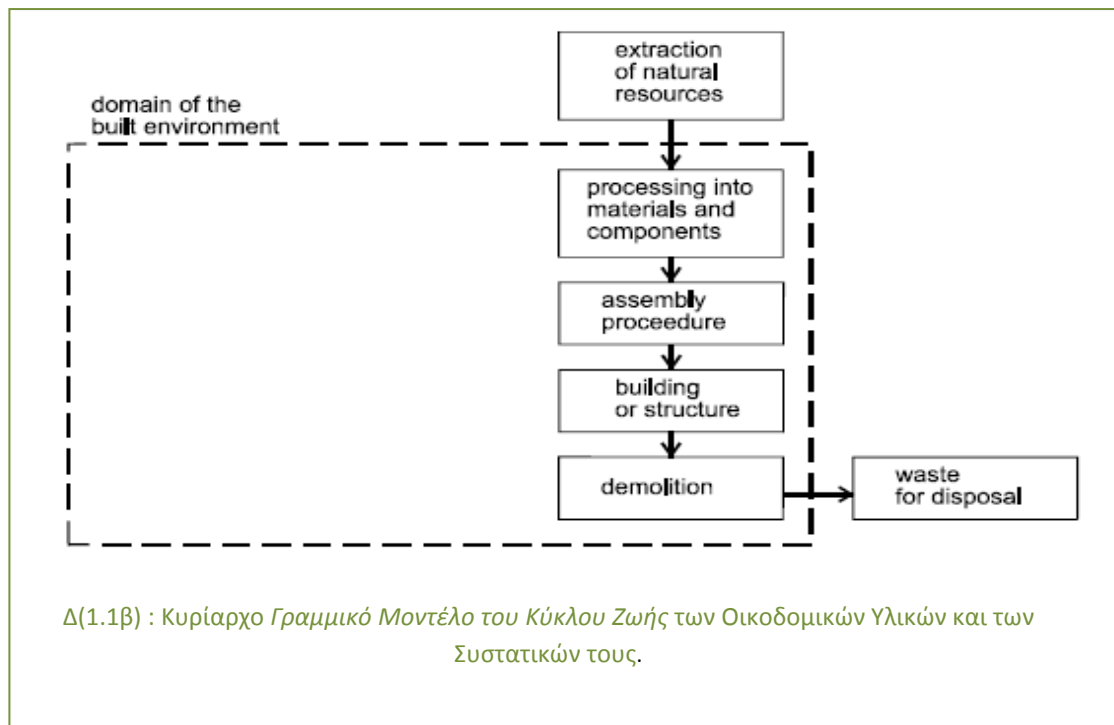 extraction
of natural
resources
domain of the
built environment
processing into
materials and
components
assembly
proceedure
building
or structure
demolition
waste
for disposal
Δ(1.1β) : Κυρίαρχο Γραμμικό Μοντέλο του Κύκλου Ζωής των Οικοδομικών Υλικών και των
Συστατικών τους.